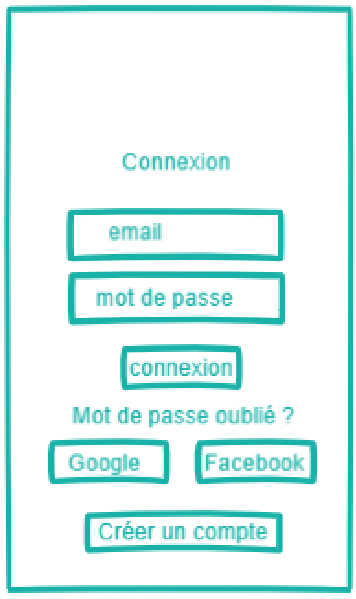 Connexion
email
mot de passe
connexion
Mot de passe oublié ?
Google
Facebook
Créer un compte